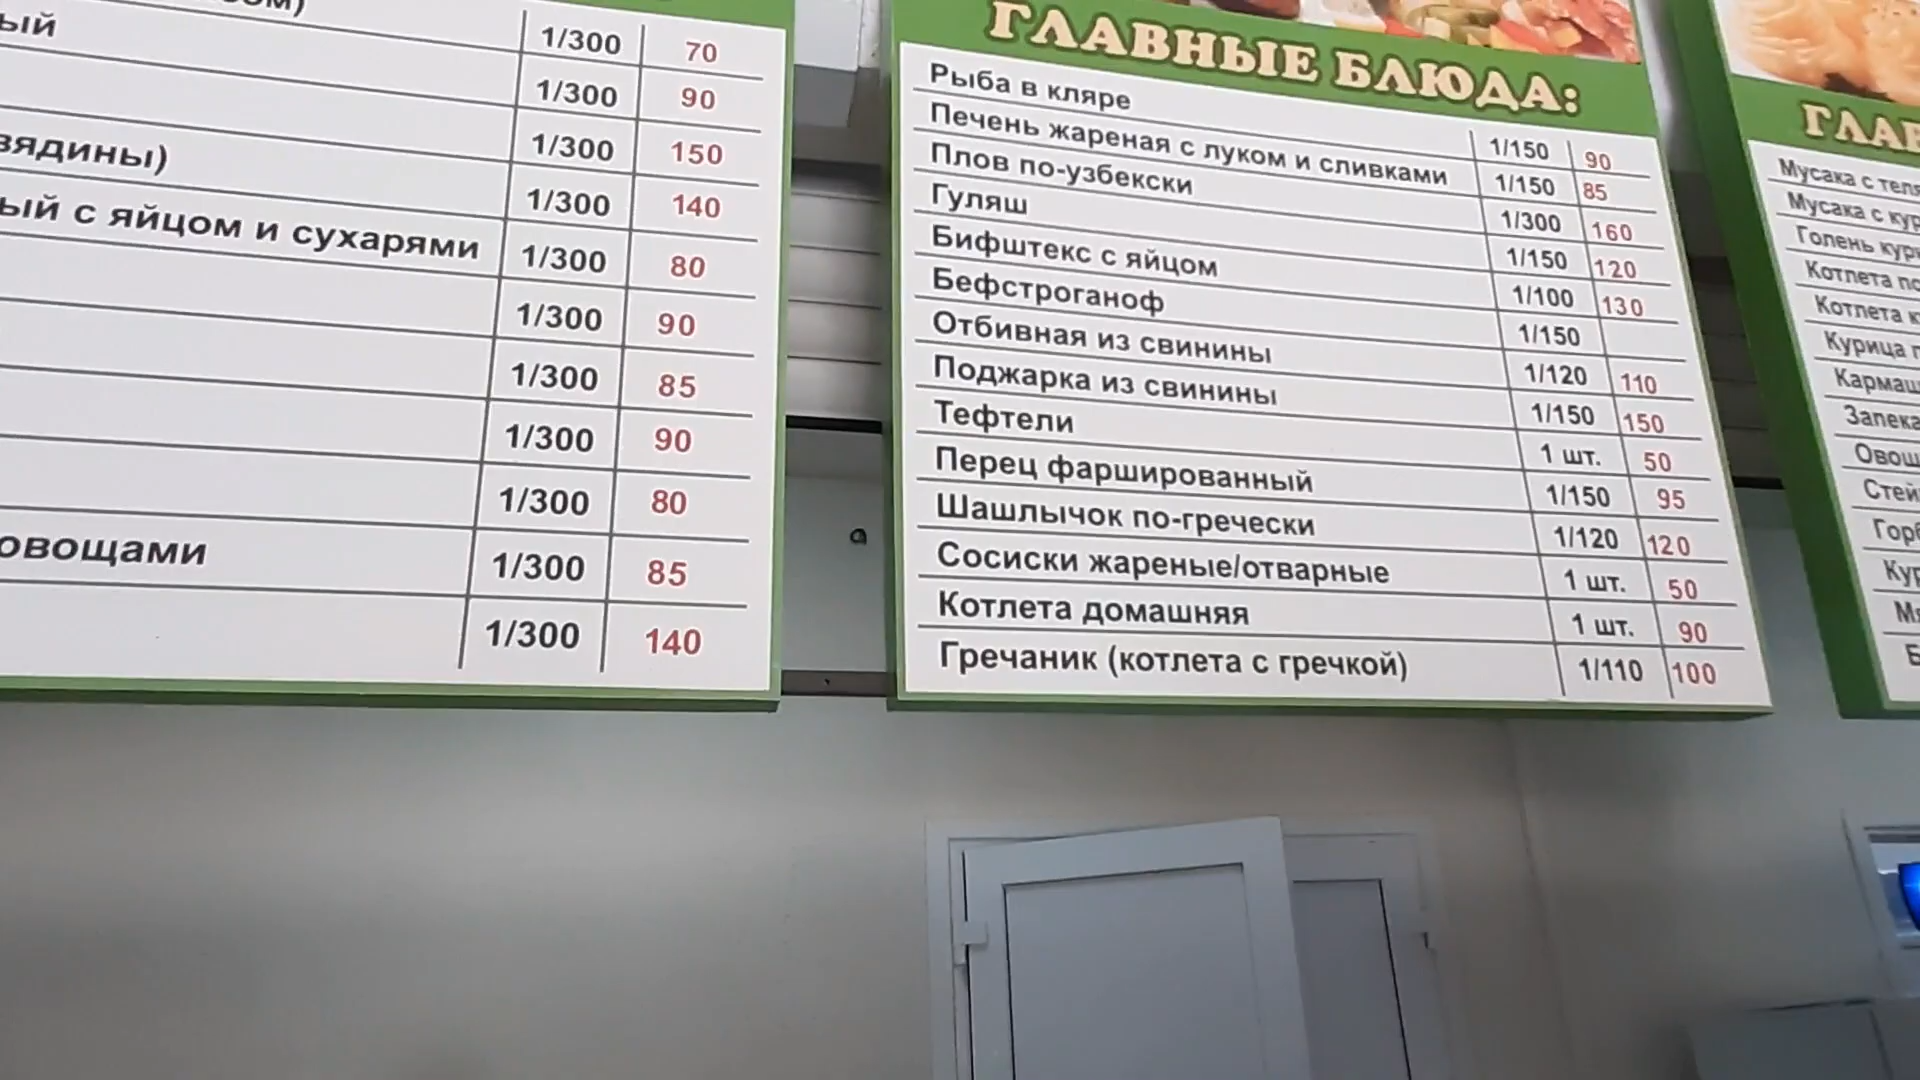 ый 1/300 70
1/300 90
1/300 150
вядины) 1/300 140
ый с яйцом и сухарями 1/300 80
1/300 90
1/300 85
1/300 90
1/300 80
овощами 1/300 85
1/300 140
ГЛАВНЫЕ БЛЮДА:
Рыба в кляре 1/150 90
Печень жареная с луком и сливками 1/150 85
Плов по-узбекски 1/300 160
Гуляш 1/150 120
Бифштекс с яйцом 1/100 130
Бефстроганоф 1/150
Отбивная из свинины 1/120 110
Поджарка из свинины 1/150 150
Тефтели 1 шт. 50
Перец фаршированный 1/150 95
Шашлычок по-гречески 1/120 120
Сосиски жареные/отварные 1 шт. 50
Котлета домашняя 1 шт. 90
Гречаник (котлета с гречкой) 1/110 100
ГЛАВ
Мусака с теля
Мусака с кур
Голень кури
Котлета по
Котлета к
Курица г
Кармаш
Запека
Овощ
Стей
Горб
Кур
Мя
Б